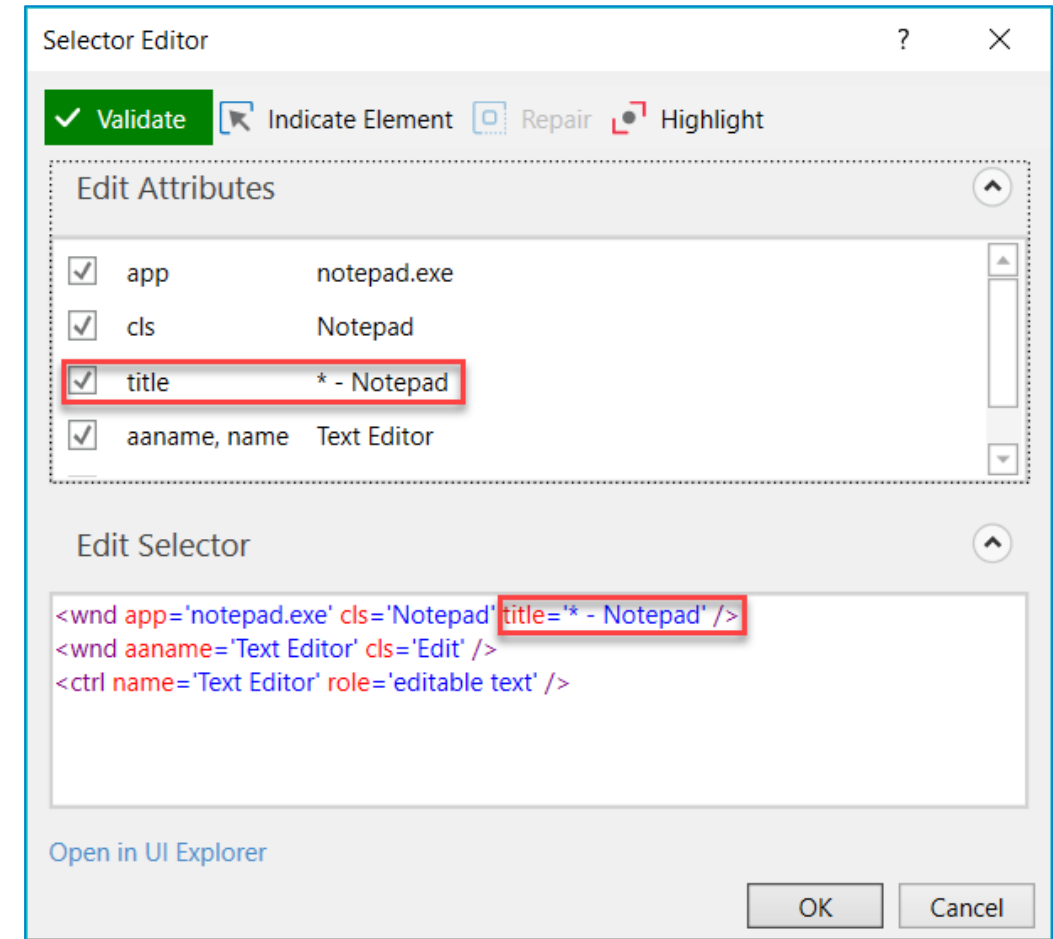 Selector Editor ?
Validate Indicate Element Repair Highlight
Edit Attributes
app notepad.exe
cls Notepad
title * - Notepad
aaname, name Text Editor
Edit Selector
<wnd app='notepad.exe' cls='Notepad' title='* - Notepad' />
<wnd aaname='Text Editor' cls='Edit' />
<ctrl name='Text Editor' role='editable text' />
Open in UI Explorer
OK Cancel